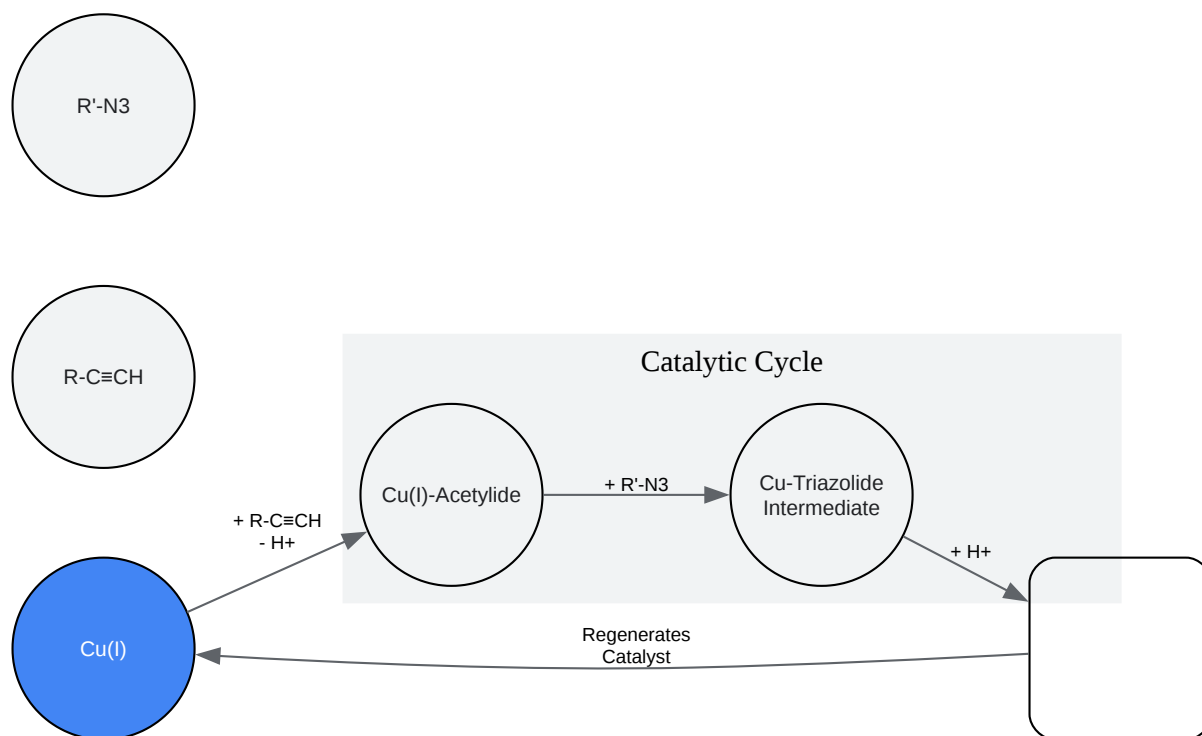 R'-N3
R-C≡CH
Catalytic Cycle
Cu(I)-Acetylide
+ R'-N3
Cu-Triazolide
Intermediate
+ R-C≡CH
- H+
+ H+
Cu(I)
Regenerates
Catalyst